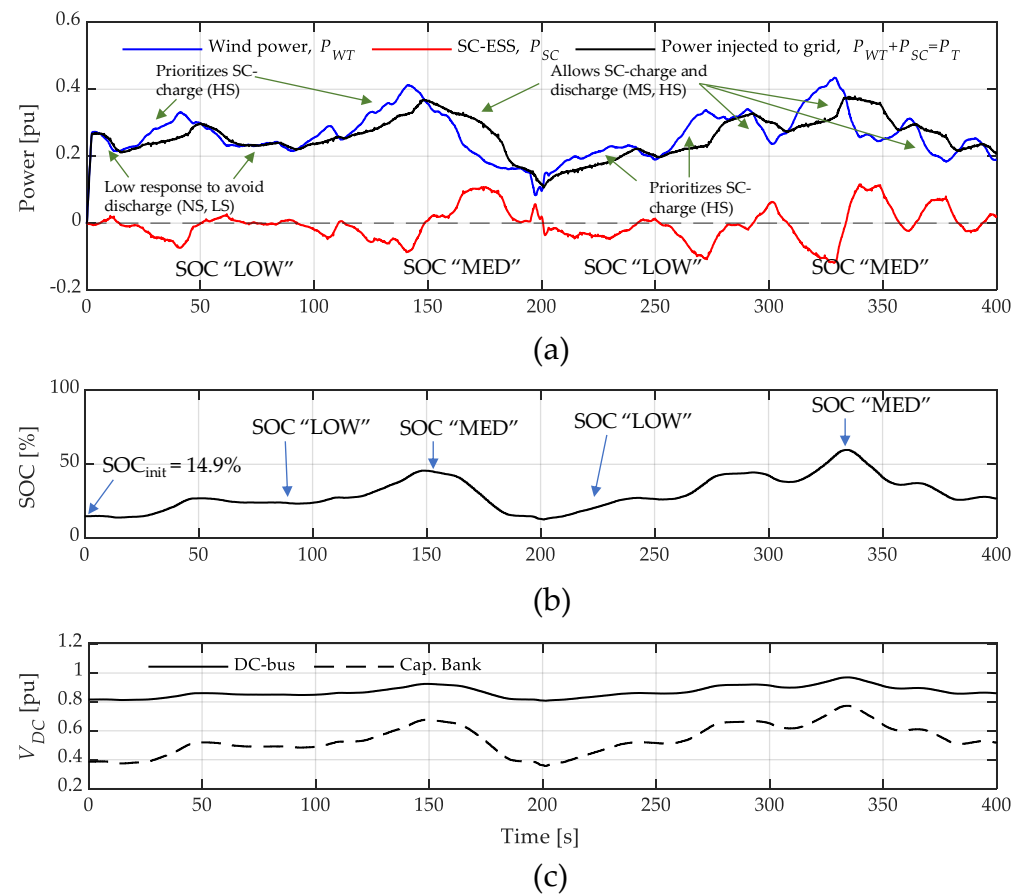 0.6
0.4
0.2
0
-0.2
Power [pu]
Wind power, P_WT
SC-ESS, P_SC
Power injected to grid, P_WT+P_SC=P_T
Prioritizes SC-
charge (HS)
Allows SC-charge and
discharge (MS, HS)
Low response to avoid
discharge (NS, LS)
Prioritizes SC-
charge (HS)
SOC “LOW”
SOC “MED”
SOC “LOW”
SOC “MED”
0 50 100 150 200 250 300 350 400
(a)
100
50
0
SOC [%]
SOC_init = 14.9%
SOC “LOW”
SOC “MED”
SOC “LOW”
SOC “MED”
0 50 100 150 200 250 300 350 400
(b)
1.2
1
0.8
0.6
0.4
0.2
V_DC [pu]
DC-bus
Cap. Bank
0 50 100 150 200 250 300 350 400
Time [s]
(c)